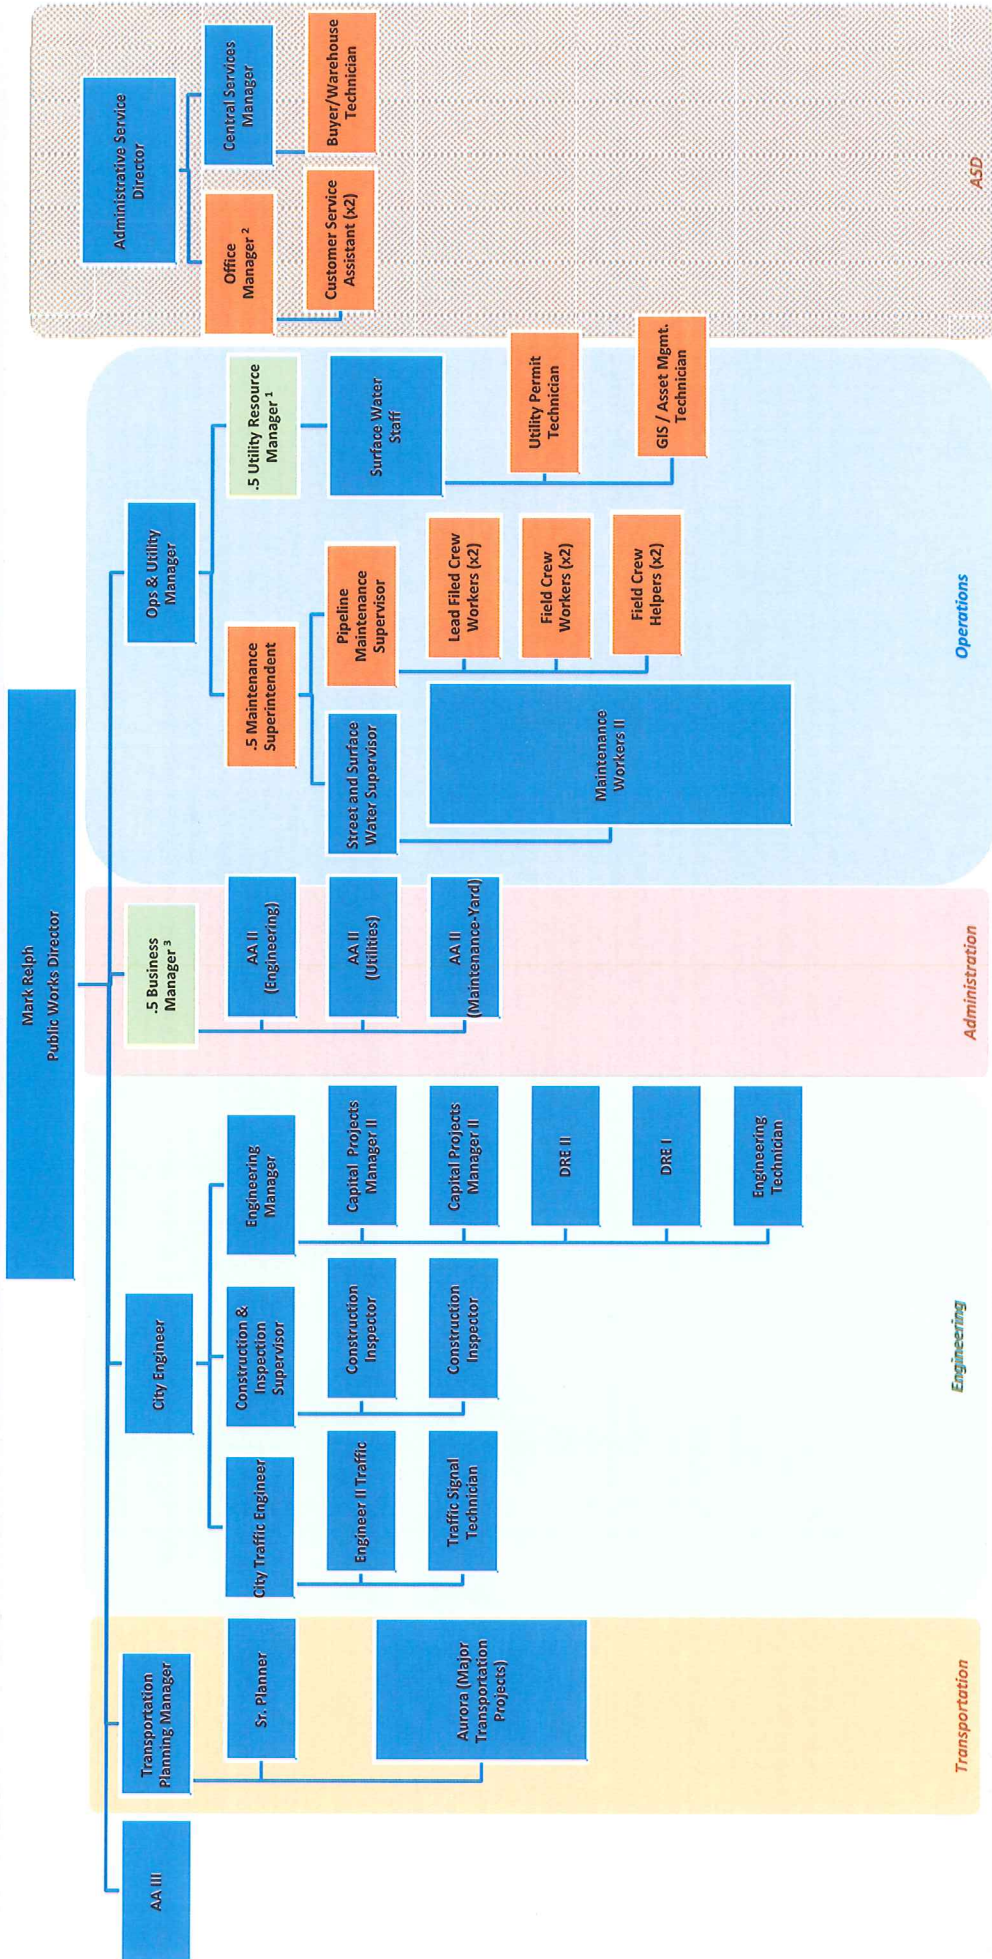 Mark Relph
Public Works Director
AA III
Transportation
Planning Manager
Sr. Planner
Aurora (Major
Transportation
Projects)
Transportation
City Engineer
City Traffic Engineer
Engineer II Traffic
Traffic Signal
Technician
Construction &
Inspection
Supervisor
Construction
Inspector
Construction
Inspector
Engineering
Manager
Capital Projects
Manager II
Capital Projects
Manager II
DRE II
DRE I
Engineering
Technician
Engineering
.5 Business
Manager ³
AA II
(Engineering)
AA II
(Utilities)
AA II
(Maintenance-Yard)
Administration
Ops & Utility
Manager
.5 Maintenance
Superintendent
Street and Surface
Water Supervisor
Maintenance
Workers II
Pipeline
Maintenance
Supervisor
Lead Filed Crew
Workers (x2)
Field Crew
Workers (x2)
Field Crew
Helpers (x2)
.5 Utility Resource
Manager ¹
Surface Water
Staff
Utility Permit
Technician
GIS / Asset Mgmt.
Technician
Operations
Administrative Service
Director
Office
Manager ²
Customer Service
Assistant (x2)
Central Services
Manager
Buyer/Warehouse
Technician
ASD